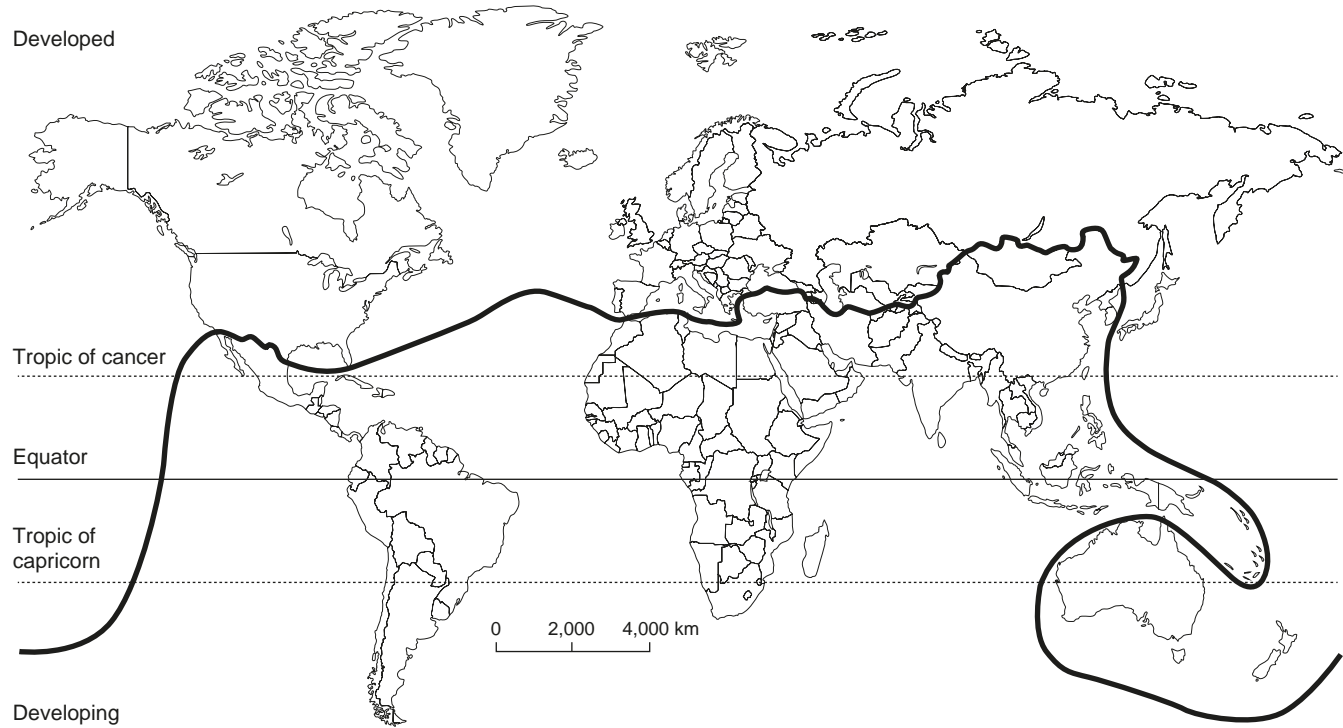 Developed
Tropic of cancer
Equator
Tropic of
capricorn
0 2,000 4,000 km
Developing